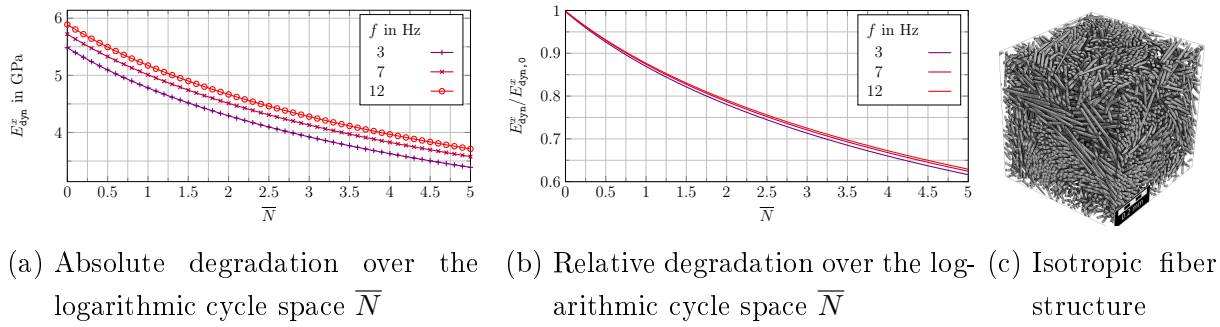 6
5
4
0
0.5
1
1.5
2
2.5
3
3.5
4
4.5
5
E^x_dyn in GPa
N̅
f in Hz
3
7
12
1
0.9
0.8
0.7
0.6
0
0.5
1
1.5
2
2.5
3
3.5
4
4.5
5
E^x_dyn/E^x_dyn,0
N̅
f in Hz
3
7
12
0.2 mm
(a) Absolute degradation over the
logarithmic cycle space N̅
(b) Relative degradation over the log-
arithmic cycle space N̅
(c) Isotropic fiber
structure